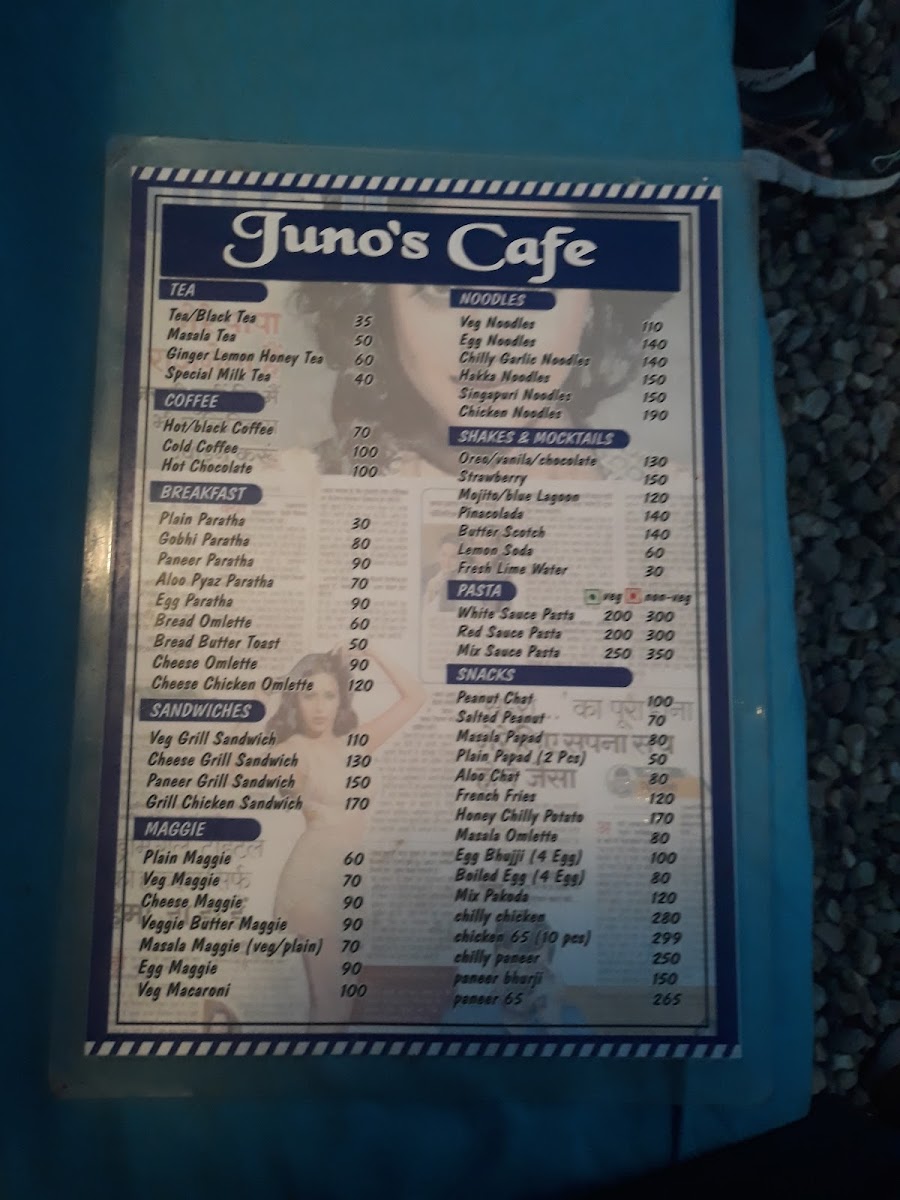 Juno's Cafe
TEA
Tea/Black Tea 35
Masala Tea 50
Ginger Lemon Honey Tea 60
Special Milk Tea 40
COFFEE
Hot/black Coffee 70
Cold Coffee 100
Hot Chocolate 100
BREAKFAST
Plain Paratha 30
Gobhi Paratha 80
Paneer Paratha 90
Aloo Pyaz Paratha 70
Egg Paratha 90
Bread Omlette 60
Bread Butter Toast 50
Cheese Omlette 90
Cheese Chicken Omlette 120
SANDWICHES
Veg Grill Sandwich 110
Cheese Grill Sandwich 130
Paneer Grill Sandwich 150
Grill Chicken Sandwich 170
MAGGIE
Plain Maggie 60
Veg Maggie 70
Cheese Maggie 90
Veggie Butter Maggie 90
Masala Maggie (veg/plain) 70
Egg Maggie 90
Veg Macaroni 100
NOODLES
Veg Noodles 110
Egg Noodles 140
Chilly Garlic Noodles 140
Hakka Noodles 150
Singapuri Noodles 150
Chicken Noodles 190
SHAKES & MOCKTAILS
Oreo/vanila/chocolate 130
Strawberry 150
Mojito/blue Lagoon 120
Pinacolada 140
Butter Scotch 140
Lemon Soda 60
Fresh Lime Water 30
PASTA veg non-veg
White Sauce Pasta 200 300
Red Sauce Pasta 200 300
Mix Sauce Pasta 250 350
SNACKS
Peanut Chat 100
Salted Peanut 70
Masala Papad 80
Plain Papad (2 Pcs) 50
Aloo Chat 80
French Fries 120
Honey Chilly Potato 170
Masala Omlette 80
Egg Bhujji (4 Egg) 100
Boiled Egg (4 Egg) 80
Mix Pakoda 120
chilly chicken 280
chicken 65 (10 pcs) 299
chilly paneer 250
paneer bhurji 150
paneer 65 265